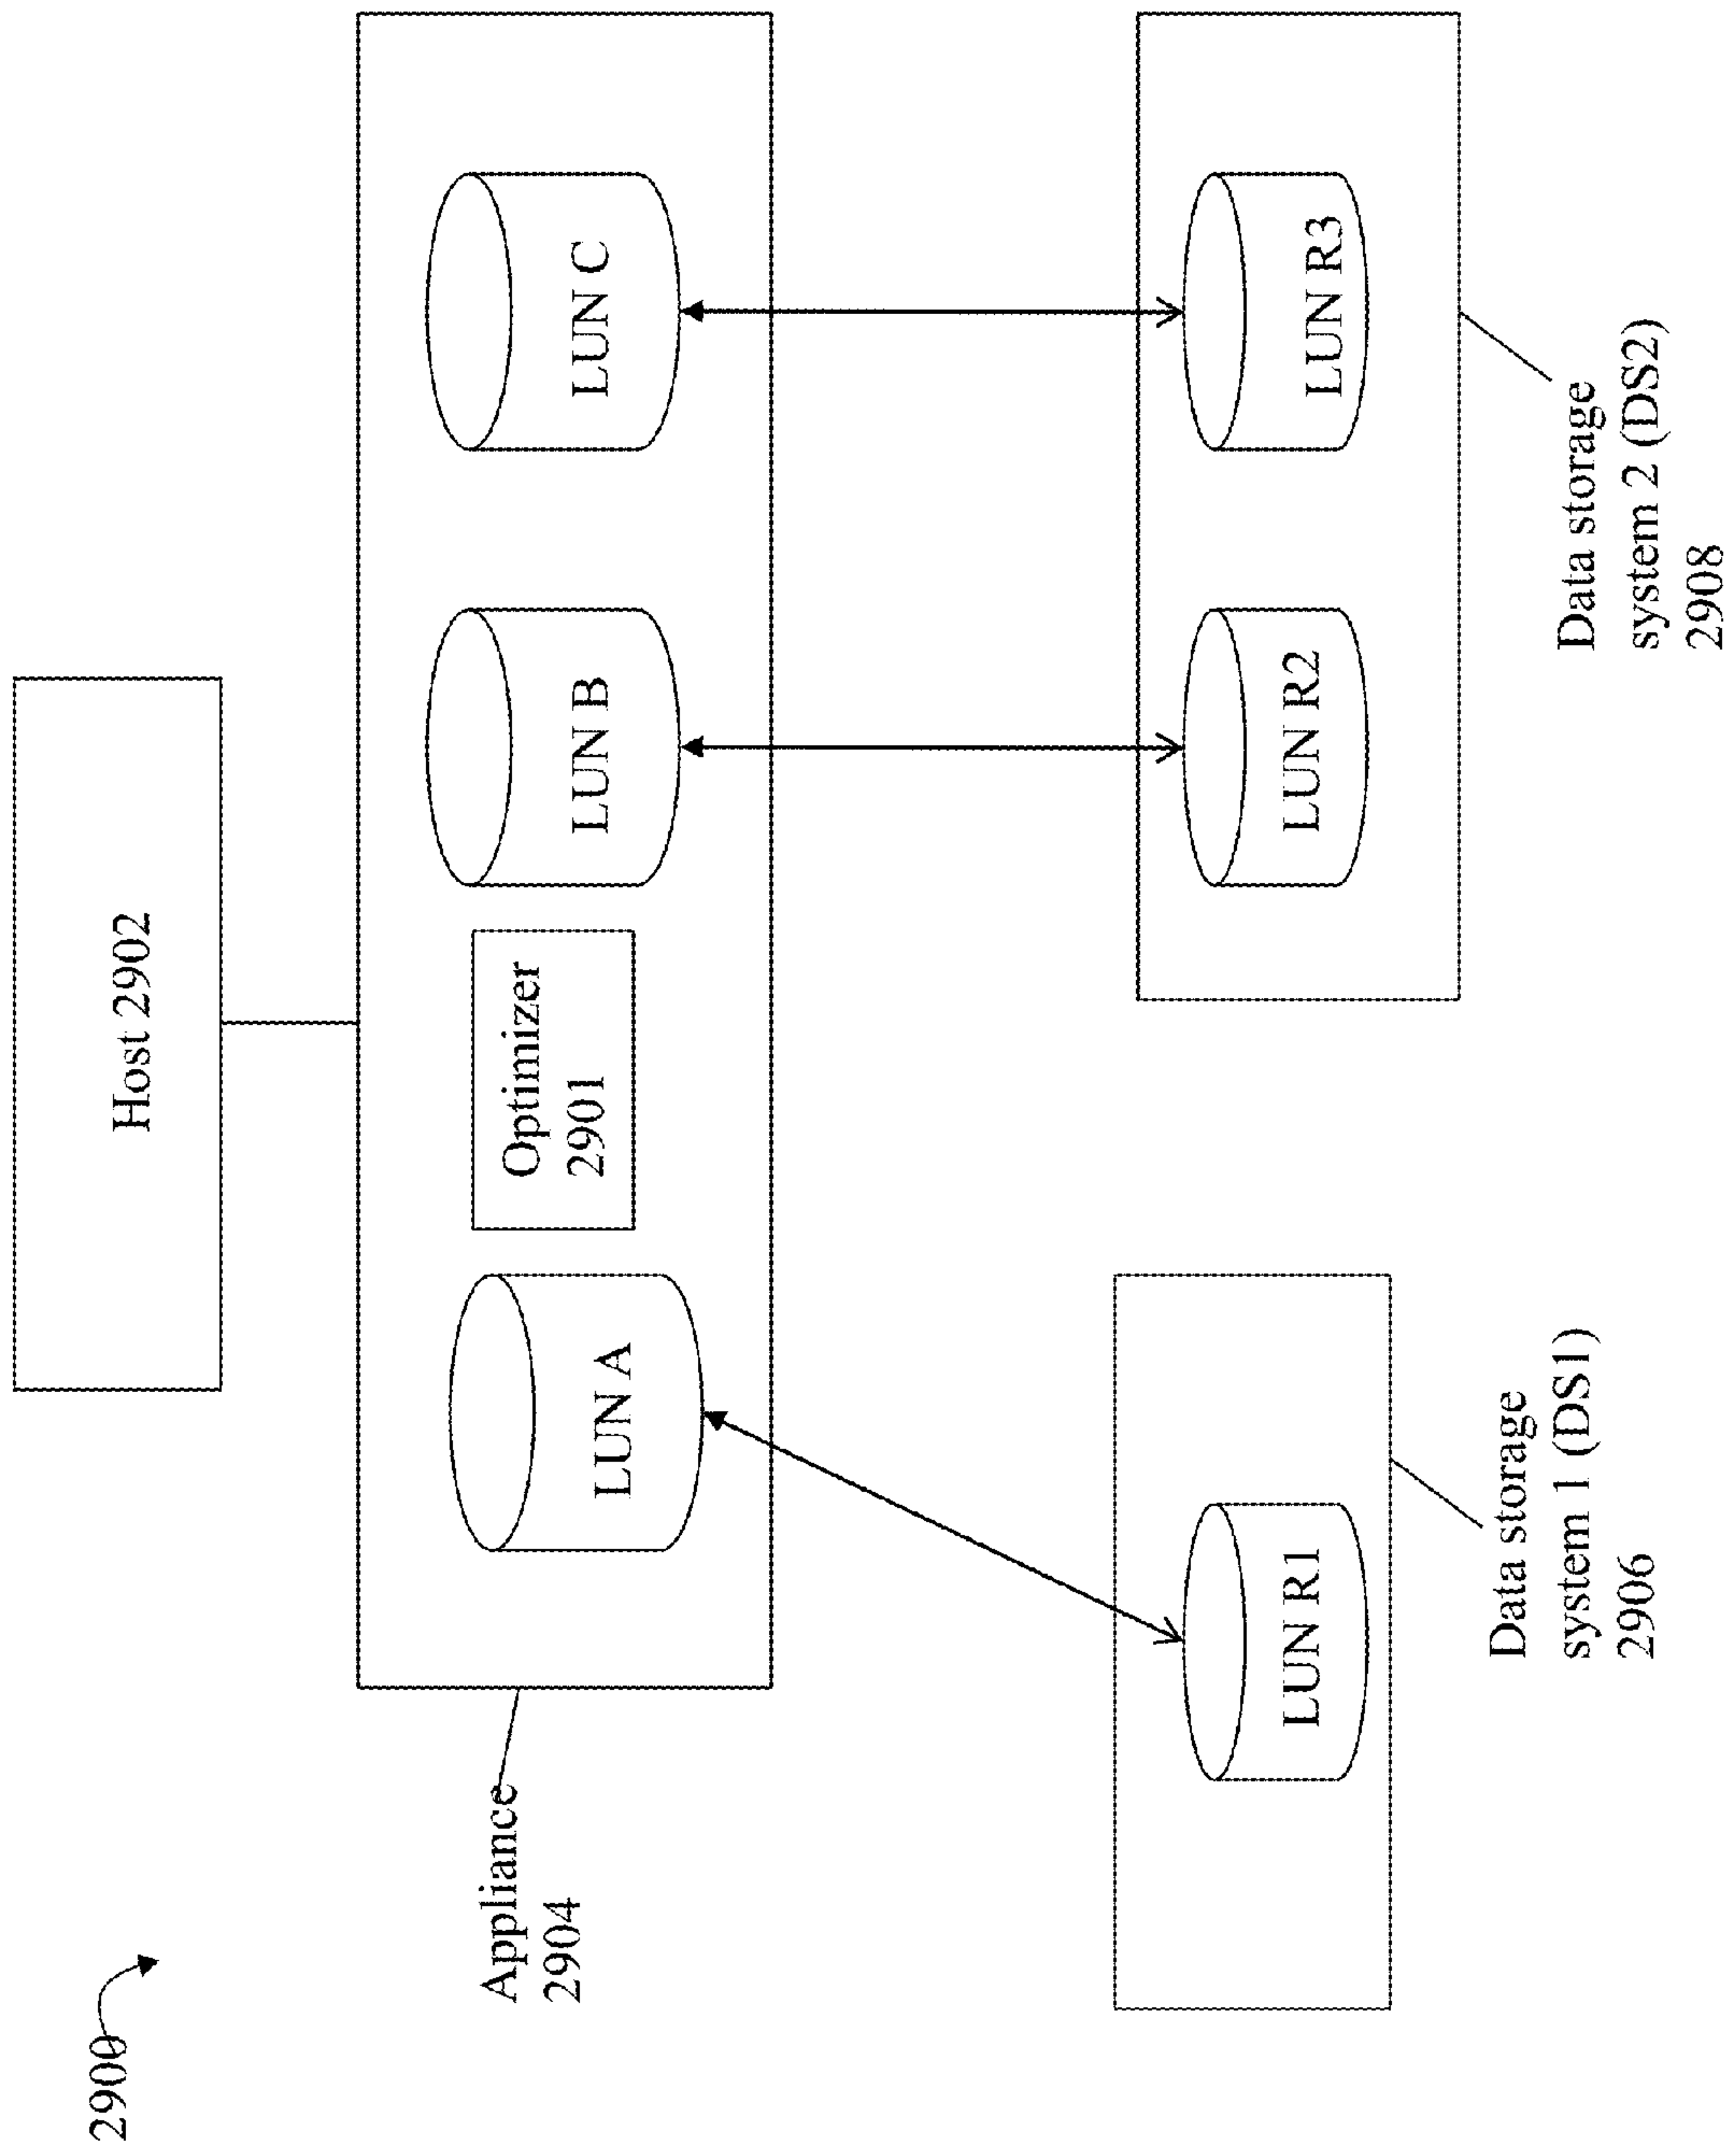 2900
Host 2902
Appliance
2904
LUN A
Optimizer
2901
LUN B
LUN C
LUN R1
LUN R2
LUN R3
Data storage
system 1 (DS1)
2906
Data storage
system 2 (DS2)
2908